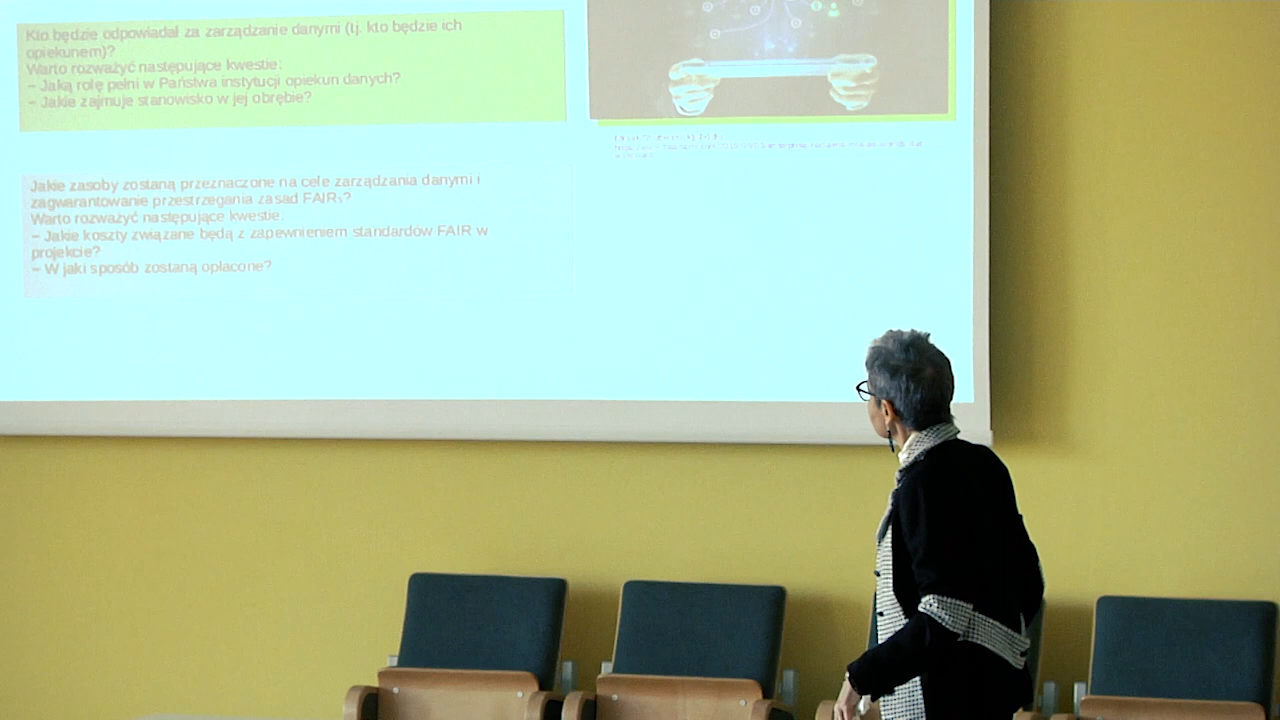 Kto będzie odpowiadał za zarządzanie danymi (tj. kto będzie ich
opiekunem)?
Warto rozważyć następujące kwestie:
– Jaką rolę pełni w Państwa instytucji opiekun danych?
– Jakie zajmuje stanowisko w jej obrębie?
Jakie zasoby zostaną przeznaczone na cele zarządzania danymi i
zagwarantowanie przestrzegania zasad FAIR?
Warto rozważyć następujące kwestie.
– Jakie koszty związane będą z zapewnieniem standardów FAIR w
projekcie?
– W jaki sposób zostaną opłacone?